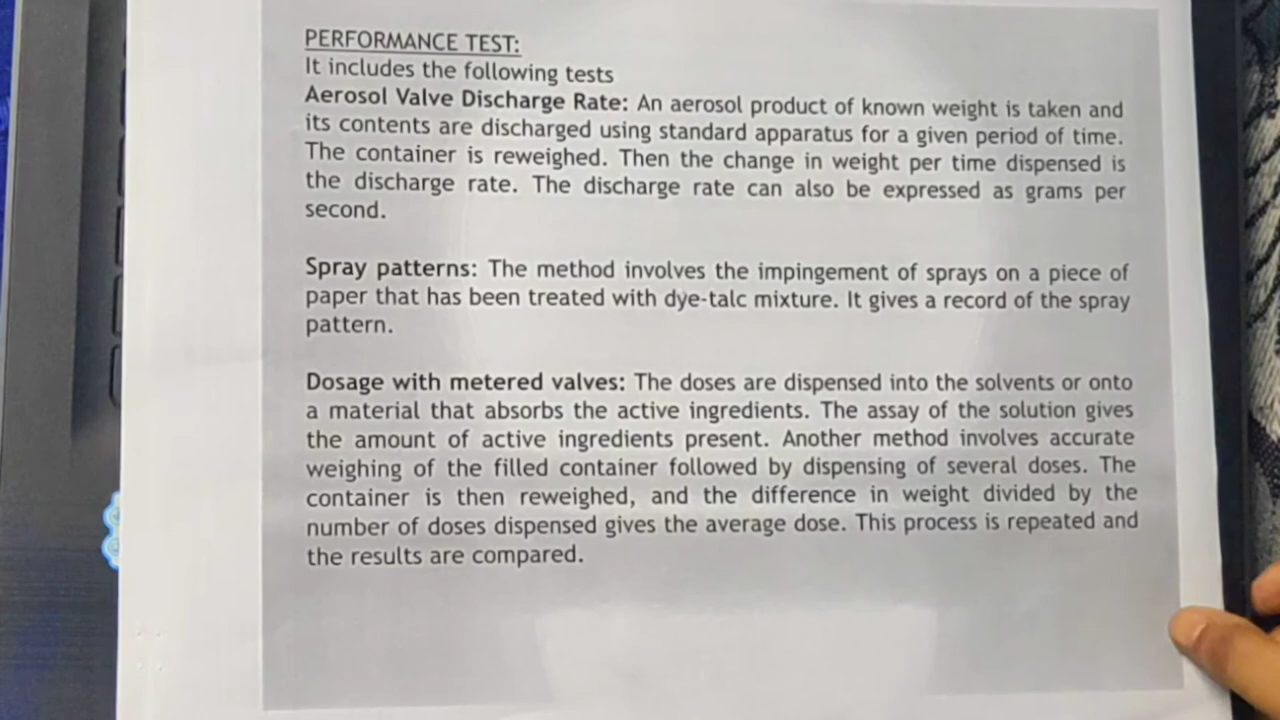 PERFORMANCE TEST:
It includes the following tests
Aerosol Valve Discharge Rate: An aerosol product of known weight is taken and
its contents are discharged using standard apparatus for a given period of time.
The container is reweighed. Then the change in weight per time dispensed is
the discharge rate. The discharge rate can also be expressed as grams per
second.
Spray patterns: The method involves the impingement of sprays on a piece of
paper that has been treated with dye-talc mixture. It gives a record of the spray
pattern.
Dosage with metered valves: The doses are dispensed into the solvents or onto
a material that absorbs the active ingredients. The assay of the solution gives
the amount of active ingredients present. Another method involves accurate
weighing of the filled container followed by dispensing of several doses. The
container is then reweighed, and the difference in weight divided by the
number of doses dispensed gives the average dose. This process is repeated and
the results are compared.